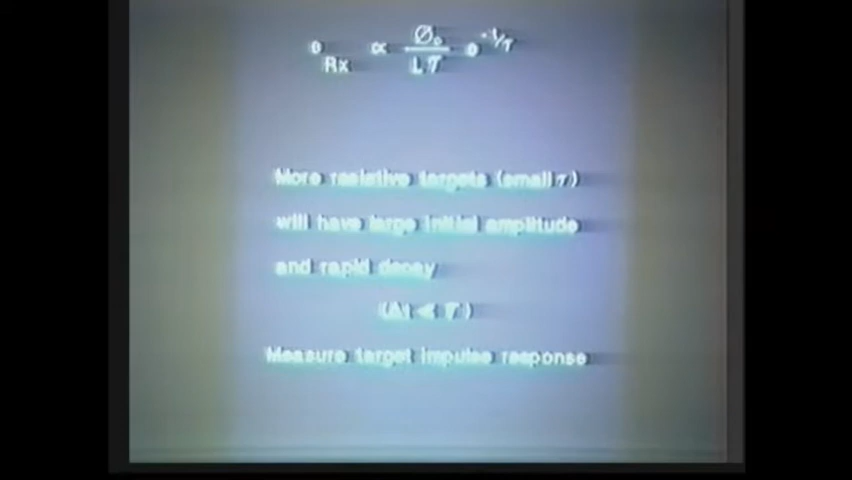 e_Rx ∝ Ø₀/Lτ e^-t/τ
More resistive targets (small τ)
will have large initial amplitude
and rapid decay
(Δt < τ)
Measure target impulse response